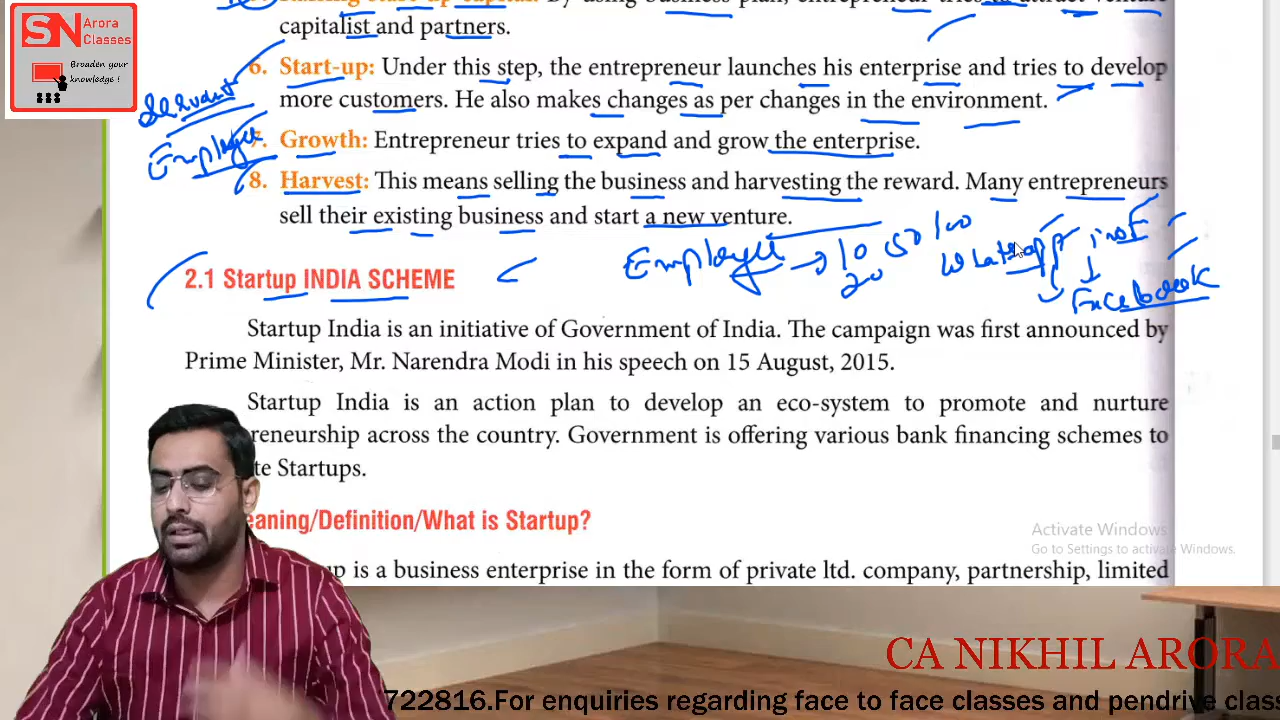 SN Arora
Classes
Broaden your
knowledge !
capitalist and partners.
6. Start-up: Under this step, the entrepreneur launches his enterprise and tries to develop
more customers. He also makes changes as per changes in the environment.
Servant
Employee
7. Growth: Entrepreneur tries to expand and grow the enterprise.
8. Harvest: This means selling the business and harvesting the reward. Many entrepreneurs
sell their existing business and start a new venture.
Employee → 10 50 100
20
Whatsapp
Facebook
2.1 Startup INDIA SCHEME
Startup India is an initiative of Government of India. The campaign was first announced by
Prime Minister, Mr. Narendra Modi in his speech on 15 August, 2015.
Startup India is an action plan to develop an eco-system to promote and nurture
reneurship across the country. Government is offering various bank financing schemes to
te Startups.
eaning/Definition/What is Startup?
up is a business enterprise in the form of private ltd. company, partnership, limited
Activate Windows
Go to Settings to activate Windows.
CA NIKHIL ARORA
722816.For enquiries regarding face to face classes and pendrive class